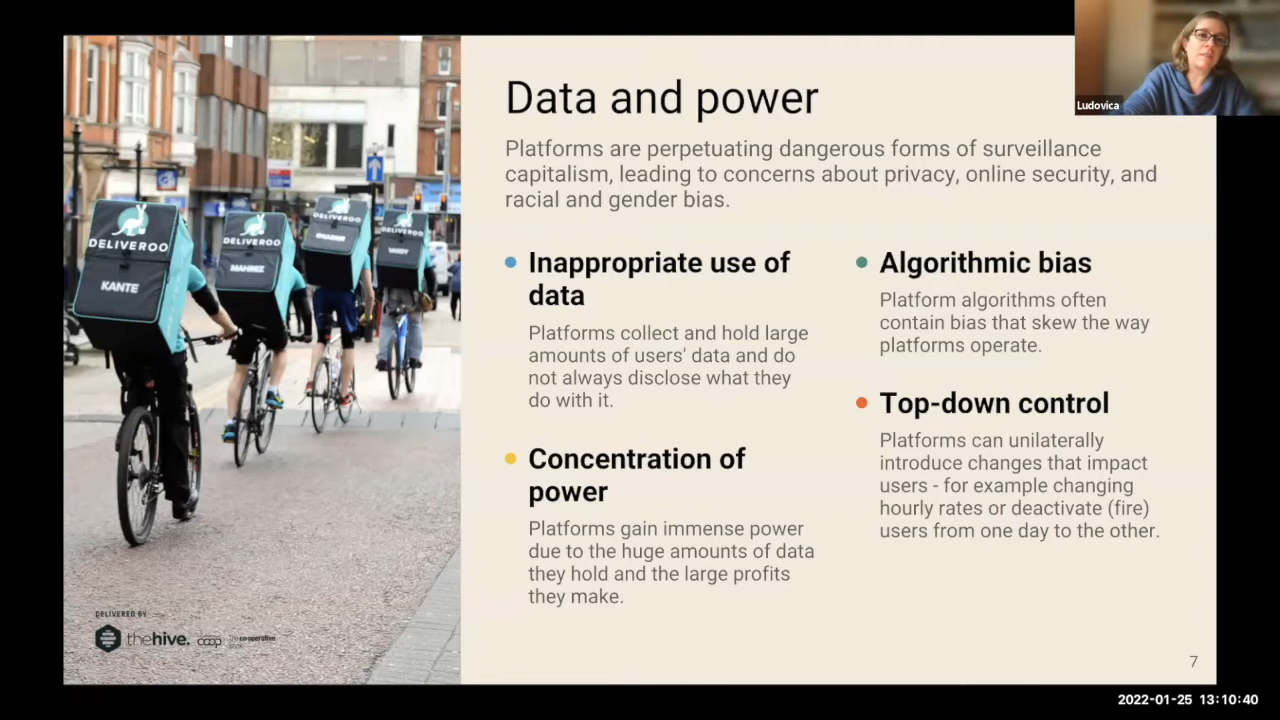 Ludovica
Data and power
Platforms are perpetuating dangerous forms of surveillance
capitalism, leading to concerns about privacy, online security, and
racial and gender bias.
Inappropriate use of
data
Platforms collect and hold large
amounts of users' data and do
not always disclose what they
do with it.
Concentration of
power
Platforms gain immense power
due to the huge amounts of data
they hold and the large profits
they make.
Algorithmic bias
Platform algorithms often
contain bias that skew the way
platforms operate.
Top-down control
Platforms can unilaterally
introduce changes that impact
users - for example changing
hourly rates or deactivate (fire)
users from one day to the other.
DELIVEROO
KANTE
DELIVEROO
MAHREZ
DELIVEROO
DELIVEROO
VARDY
DELIVERED BY
thehive.
coop
The co-operative
7
2022-01-25 13:10:40